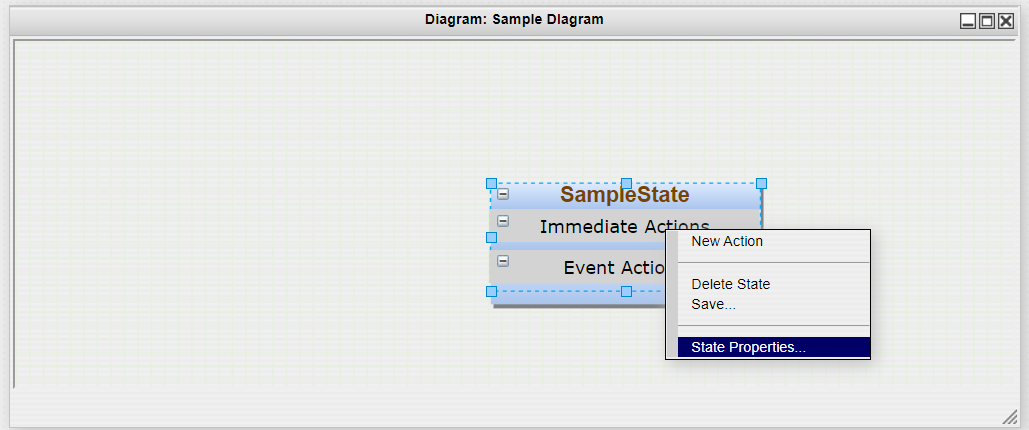 Diagram: Sample Diagram
SampleState
Immediate Actions
Event Actio
New Action
Delete State
Save...
State Properties...